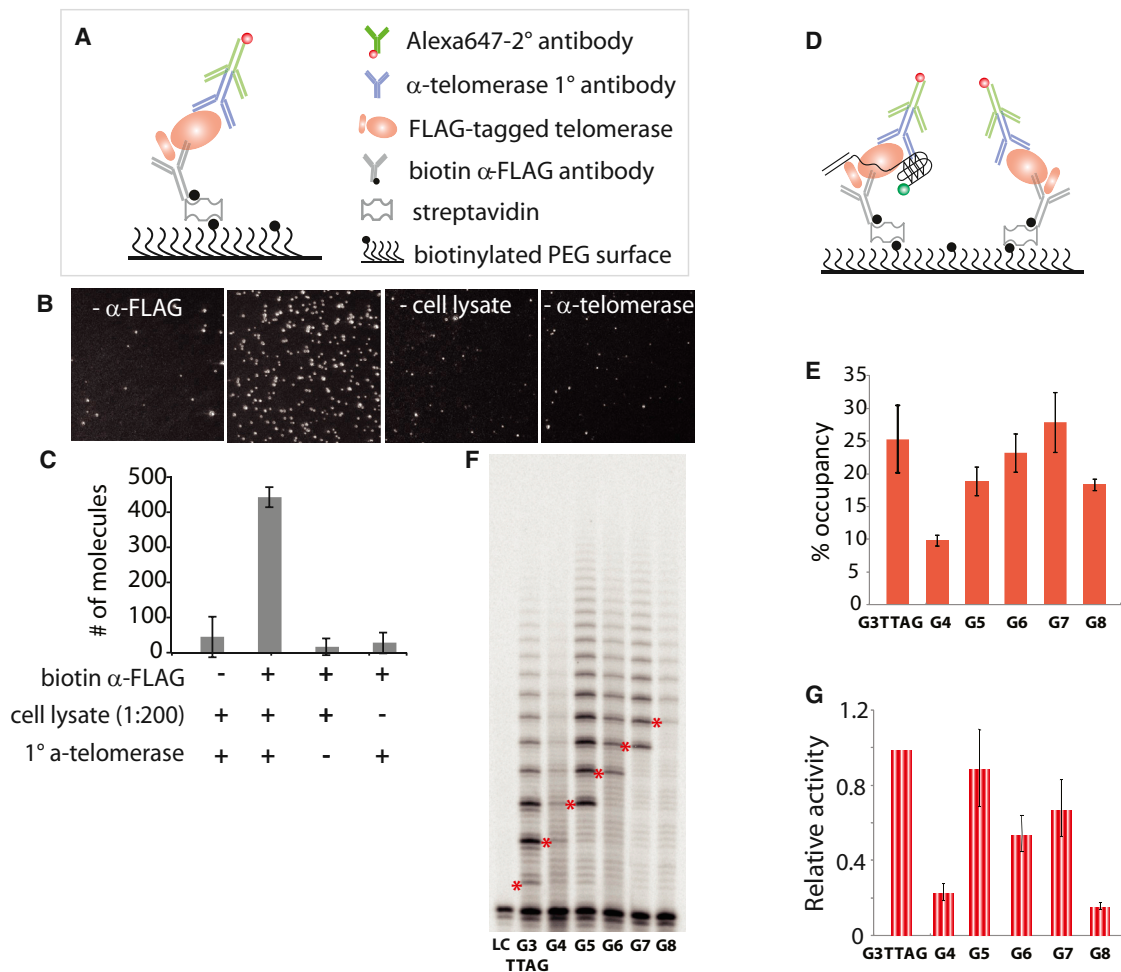 A
Alexa647-2° antibody
α-telomerase 1° antibody
FLAG-tagged telomerase
biotin α-FLAG antibody
streptavidin
biotinylated PEG surface
B
- α-FLAG
- cell lysate
- α-telomerase
C
# of molecules
500
400
300
200
100
0
biotin α-FLAG - + + +
cell lysate (1:200) + + + -
1° a-telomerase + + - +
D
E
% occupancy
35
30
25
20
15
10
5
0
G3TTAG G4 G5 G6 G7 G8
F
* * * * * *
LC G3 G4 G5 G6 G7 G8
TTAG
G
Relative activity
1.2
0.8
0.4
0
G3TTAG G4 G5 G6 G7 G8